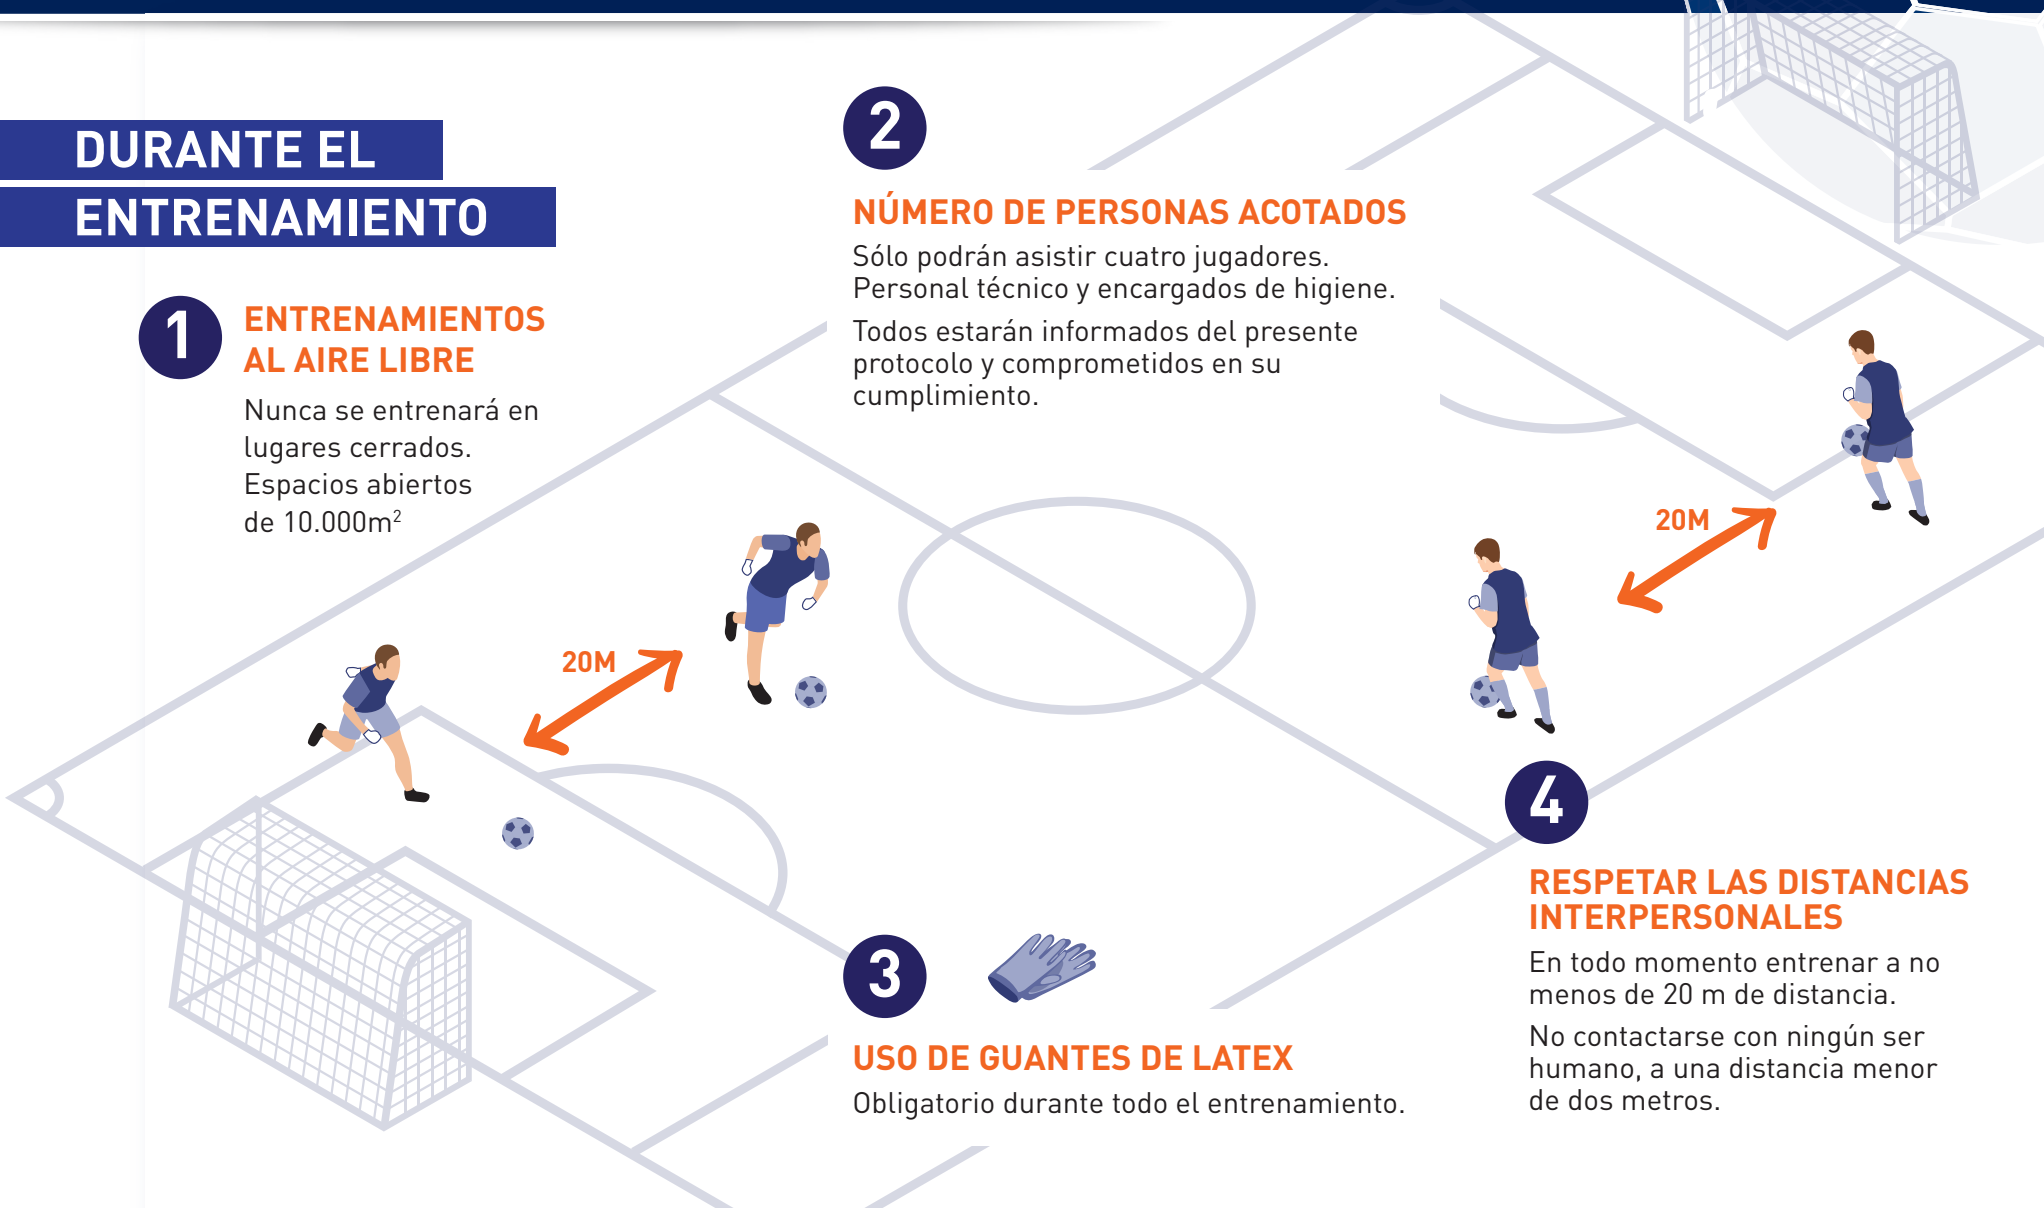 DURANTE EL
ENTRENAMIENTO
1
ENTRENAMIENTOS
AL AIRE LIBRE
Nunca se entrenará en
lugares cerrados.
Espacios abiertos
de 10.000m²
2
NÚMERO DE PERSONAS ACOTADOS
Sólo podrán asistir cuatro jugadores.
Personal técnico y encargados de higiene.
Todos estarán informados del presente
protocolo y comprometidos en su
cumplimiento.
20M
20M
3
USO DE GUANTES DE LATEX
Obligatorio durante todo el entrenamiento.
4
RESPETAR LAS DISTANCIAS
INTERPERSONALES
En todo momento entrenar a no
menos de 20 m de distancia.
No contactarse con ningún ser
humano, a una distancia menor
de dos metros.